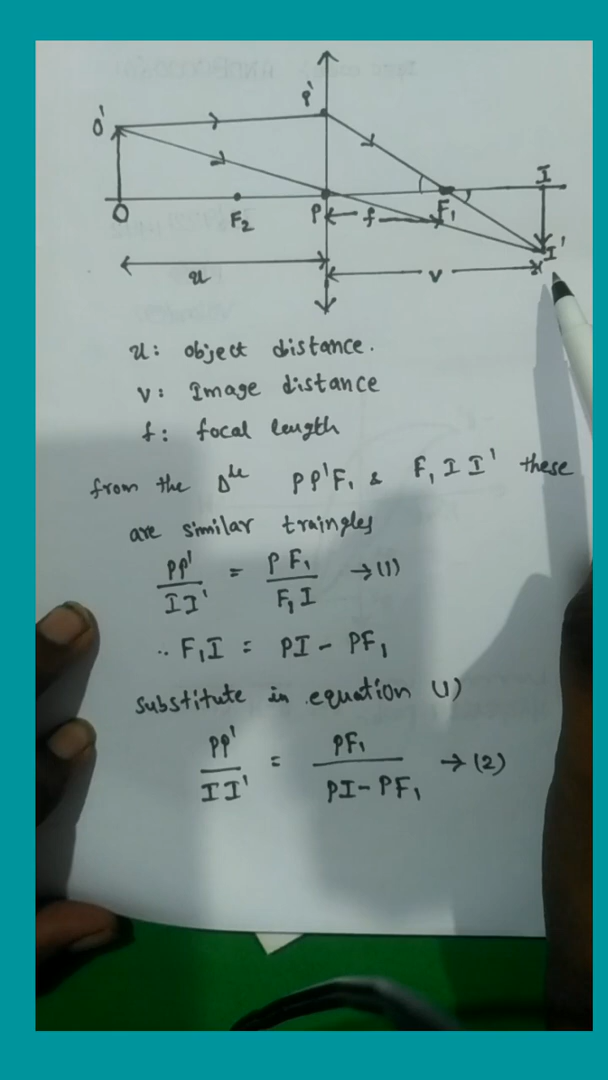 P'
O'
I
O
F₂
P
f
F₁
I'
u
v
u: object distance.
v: Image distance
f: focal length
from the Δle PP'F₁ & F₁II' these
are similar traingles
PP'/II' = PF₁/F₁I →(1)
∴ F₁I = PI - PF₁
substitute in equation (1)
PP'/II' = PF₁/PI-PF₁ →(2)